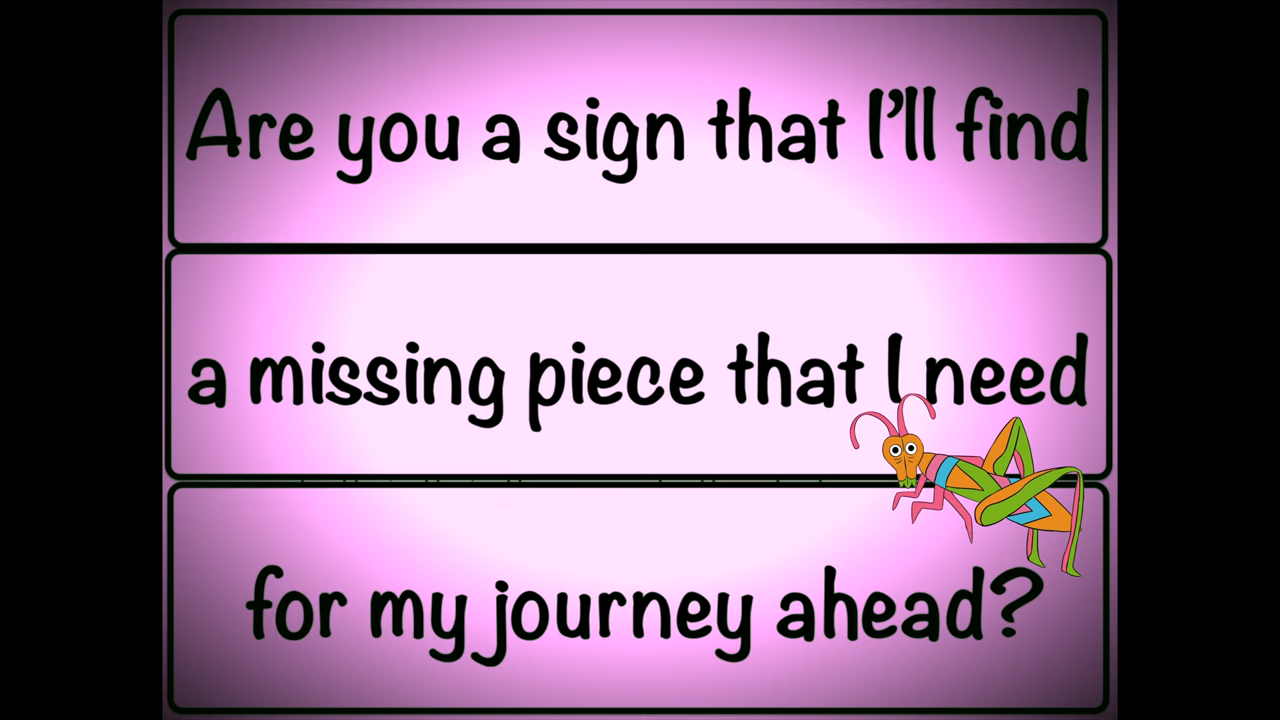 Are you a sign that I'll find
a missing piece that I need
for my journey ahead?